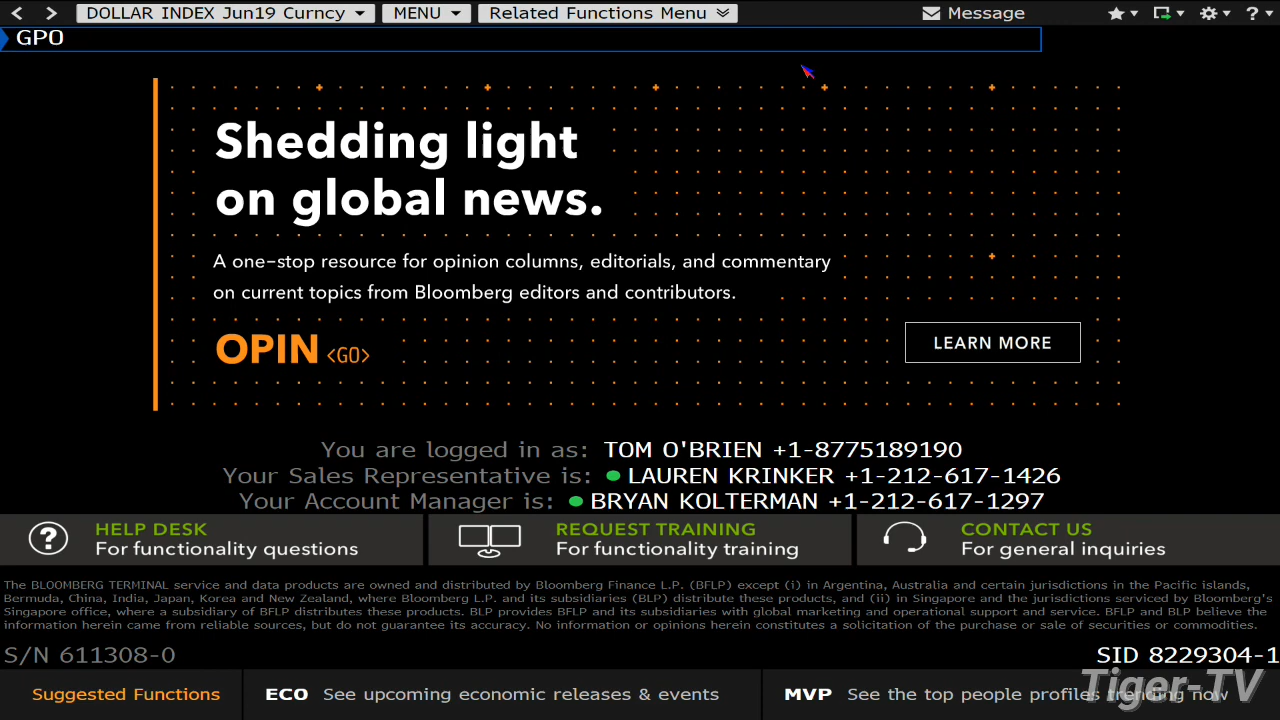 DOLLAR INDEX Jun19 Curncy MENU Related Functions Menu Message ?
GPO
Shedding light
on global news.
A one-stop resource for opinion columns, editorials, and commentary
on current topics from Bloomberg editors and contributors.
OPIN <GO>
LEARN MORE
You are logged in as: TOM O'BRIEN +1-8775189190
Your Sales Representative is: LAUREN KRINKER +1-212-617-1426
Your Account Manager is: BRYAN KOLTERMAN +1-212-617-1297
? HELP DESK
For functionality questions
REQUEST TRAINING
For functionality training
CONTACT US
For general inquiries
The BLOOMBERG TERMINAL service and data products are owned and distributed by Bloomberg Finance L.P. (BFLP) except (i) in Argentina, Australia and certain jurisdictions in the Pacific islands,
Bermuda, China, India, Japan, Korea and New Zealand, where Bloomberg L.P. and its subsidiaries (BLP) distribute these products, and (ii) in Singapore and the jurisdictions serviced by Bloomberg's
Singapore office, where a subsidiary of BFLP distributes these products. BLP provides BFLP and its subsidiaries with global marketing and operational support and service. BFLP and BLP believe the
information herein came from reliable sources, but do not guarantee its accuracy. No information or opinions herein constitutes a solicitation of the purchase or sale of securities or commodities.
S/N 611308-0 SID 8229304-1
Suggested Functions ECO See upcoming economic releases & events MVP See the top people profiles trending now
Tiger-TV